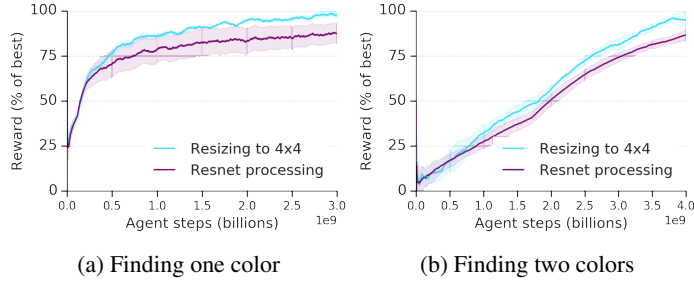 100
75
50
25
0
Reward (% of best)
Resizing to 4x4
Resnet processing
0.0 0.5 1.0 1.5 2.0 2.5 3.0
1e9
Agent steps (billions)
(a) Finding one color
100
75
50
25
0
Reward (% of best)
Resizing to 4x4
Resnet processing
0.0 0.5 1.0 1.5 2.0 2.5 3.0 3.5 4.0
1e9
Agent steps (billions)
(b) Finding two colors